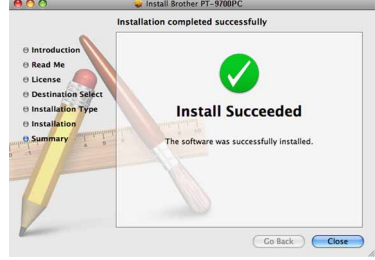 Install Brother PT-9700PC
Installation completed successfully
Introduction
Read Me
License
Destination Select
Installation Type
Installation
Summary
Install Succeeded
The software was successfully installed.
Go Back
Close